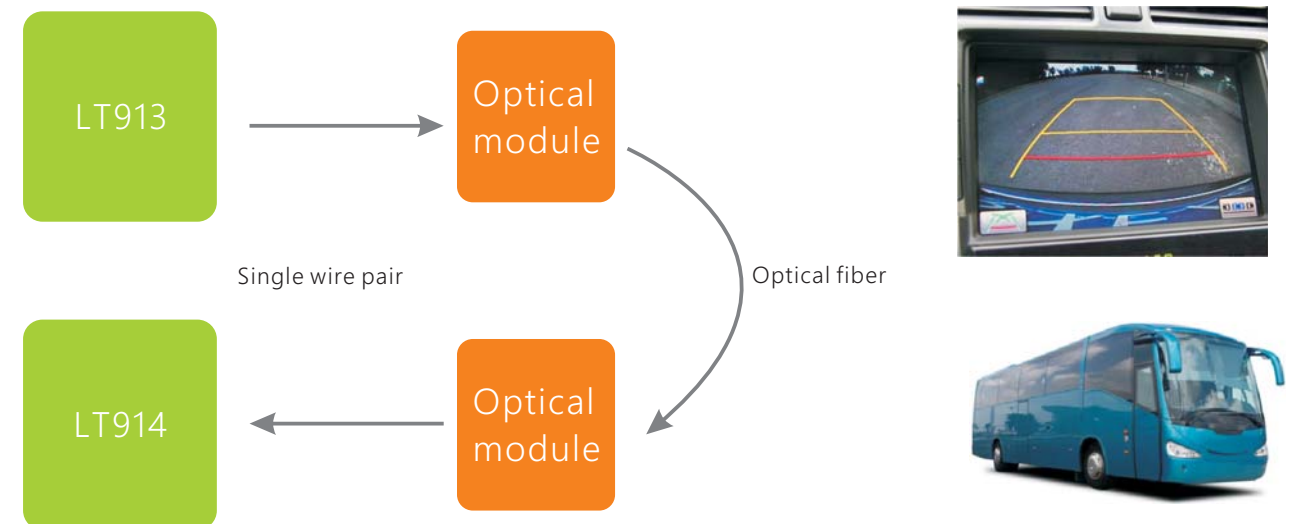 LT913
Optical
module
Single wire pair
Optical fiber
LT914
Optical
module